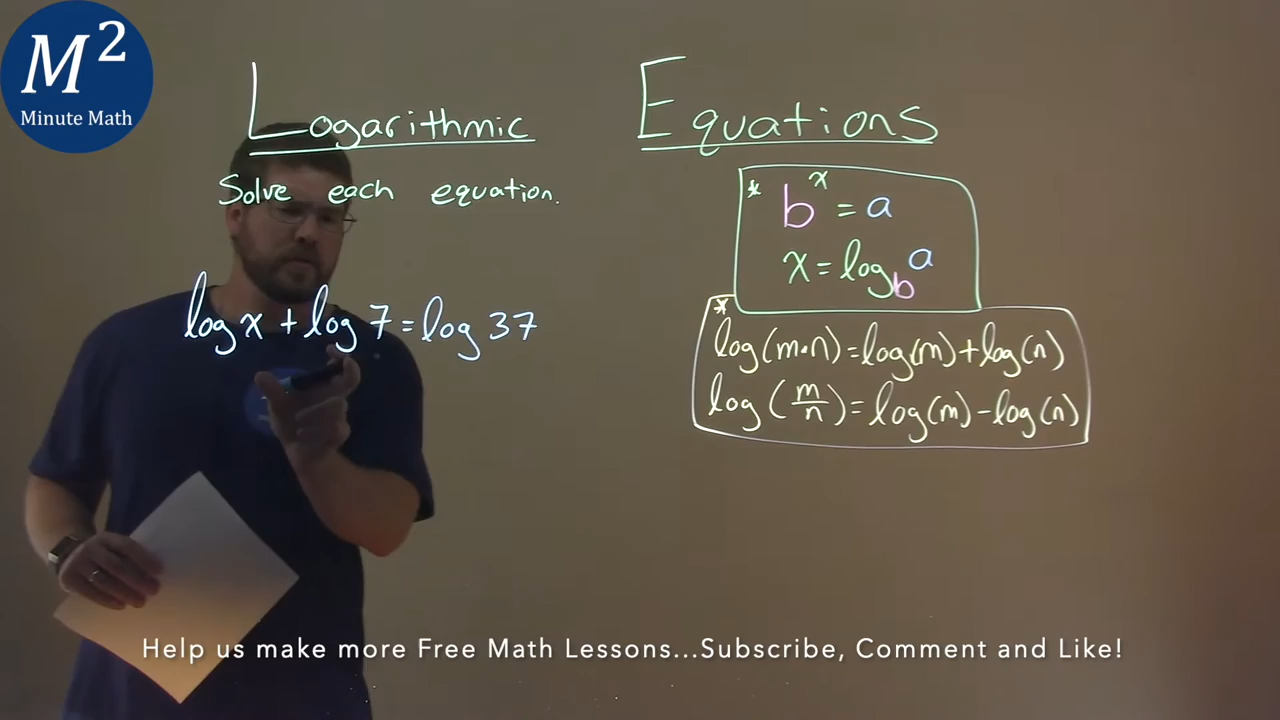 M²
Minute Math
Logarithmic Equations
Solve each equation.
log x + log 7 = log 37
* b^x = a
x = log_b a
* log(m•n) = log(m) + log(n)
log(m/n) = log(m) - log(n)
Help us make more Free Math Lessons...Subscribe, Comment and Like!